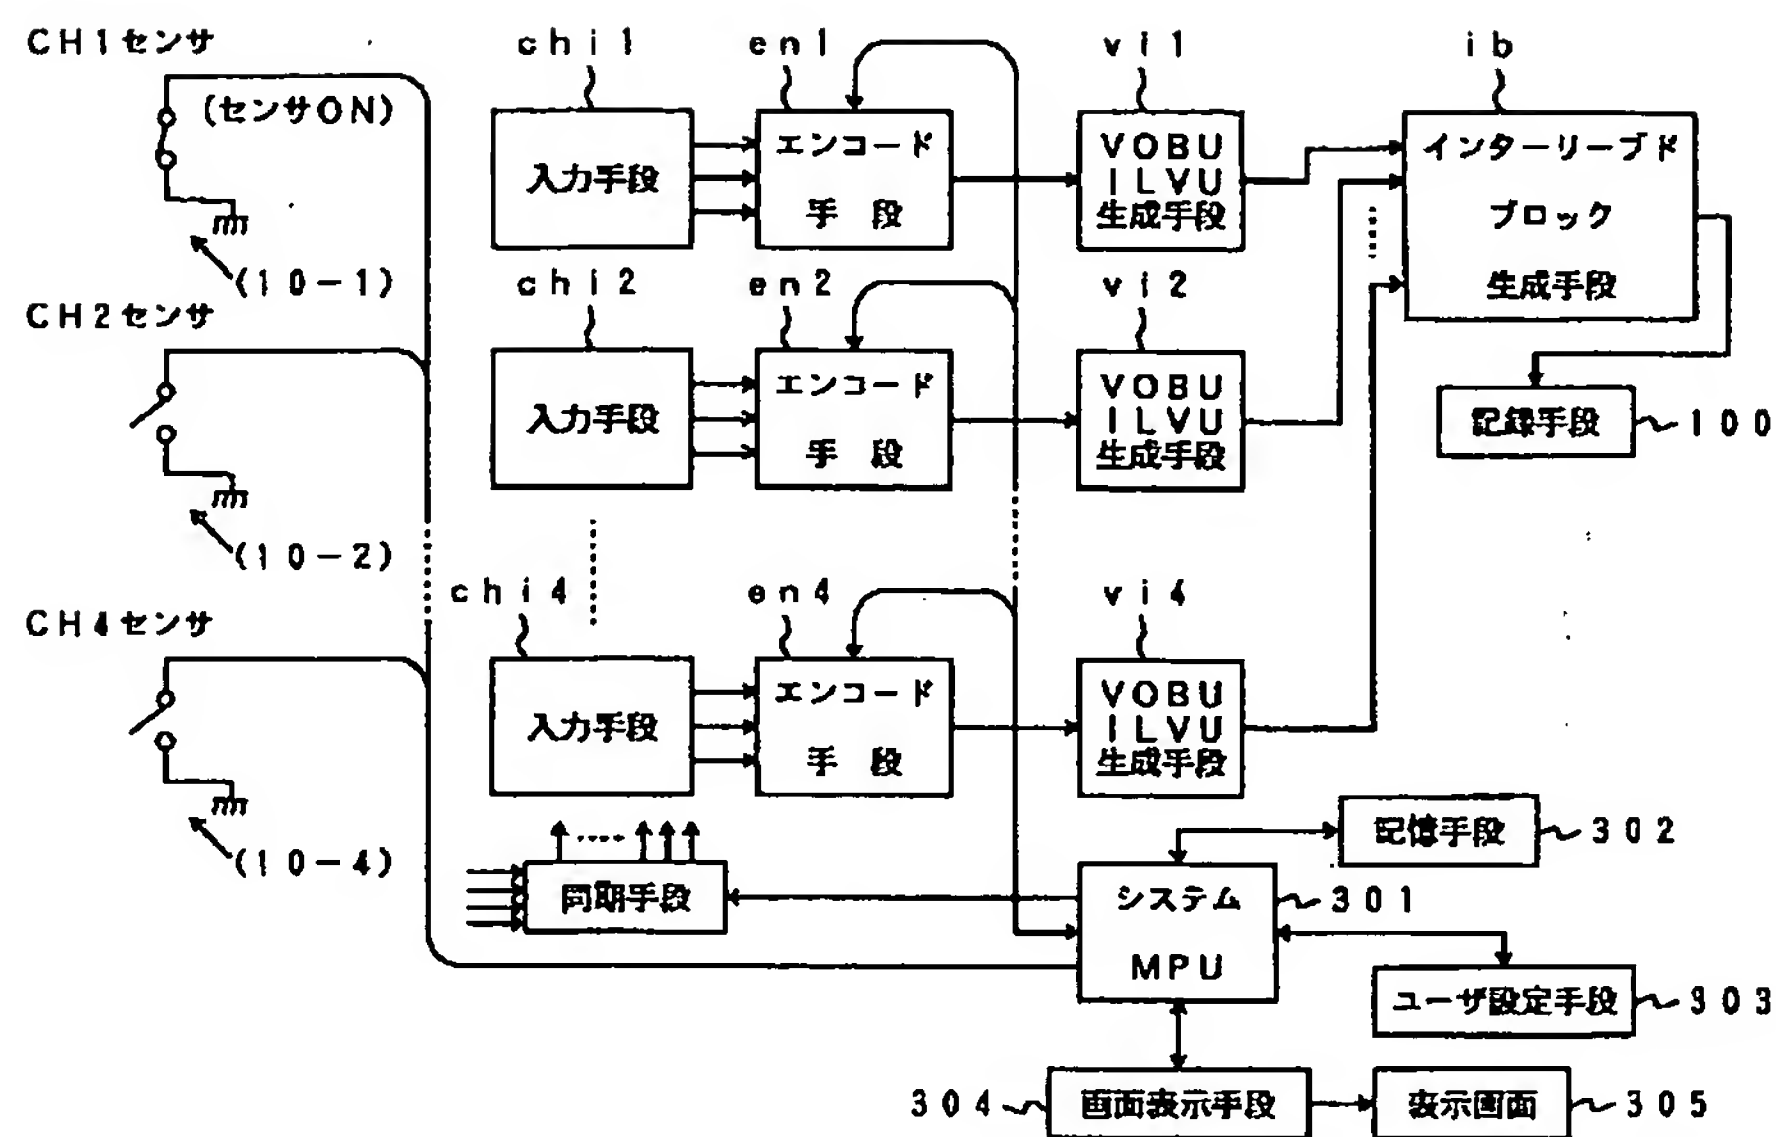 CH1センサ
chi1
en1
vi1
ib
(センサON)
入力手段
エンコード
手 段
VOBU
ILVU
生成手段
インターリーブド
ブロック
生成手段
(10-1)
CH2センサ
chi2
en2
vi2
入力手段
エンコード
手 段
VOBU
ILVU
生成手段
記録手段
100
(10-2)
CH4センサ
chi4
en4
vi4
入力手段
エンコード
手 段
VOBU
ILVU
生成手段
(10-4)
同期手段
記憶手段
302
システム
MPU
301
ユーザ設定手段
303
304
画面表示手段
表示画面
305